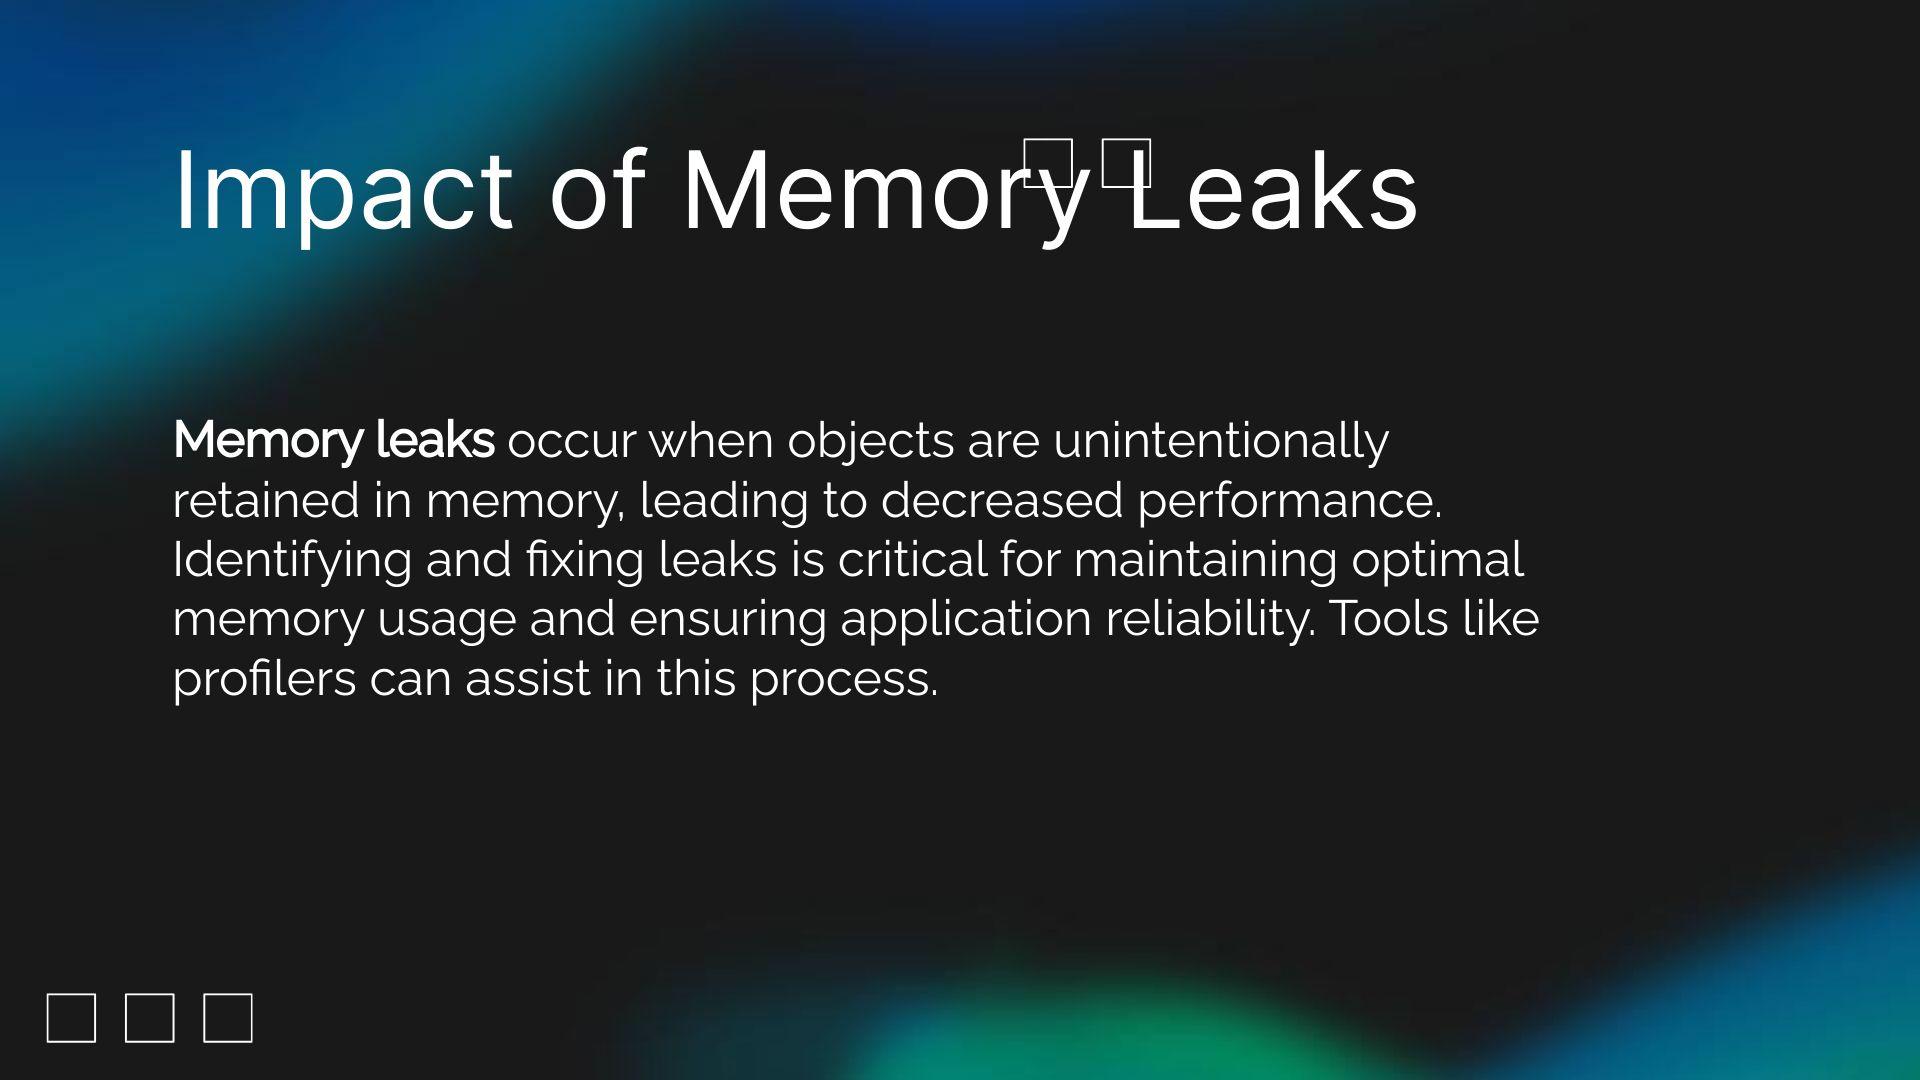 Impact of Memory Leaks
Memory leaks occur when objects are unintentionally
retained in memory, leading to decreased performance.
Identifying and fixing leaks is critical for maintaining optimal
memory usage and ensuring application reliability. Tools like
profilers can assist in this process.